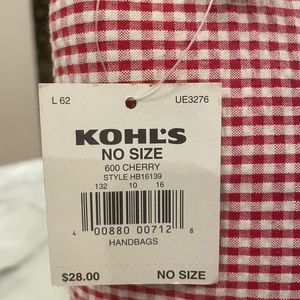 L 62 UE3276
KOHL'S
NO SIZE
600 CHERRY
STYLE HB16139
132 10 16
4 00880 00712 8
HANDBAGS
$28.00 NO SIZE